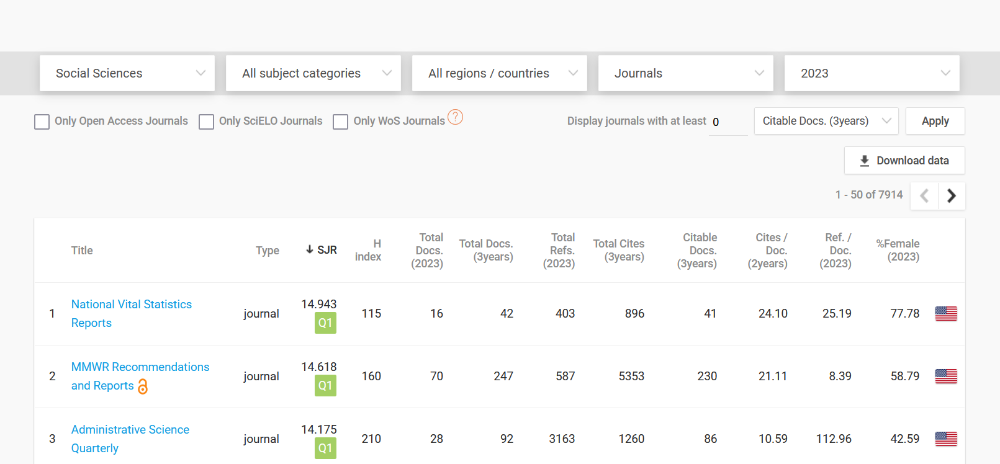 Social Sciences
All subject categories
All regions / countries
Journals
2023
Only Open Access Journals
Only SciELO Journals
Only WoS Journals
?
Display journals with at least
0
Citable Docs. (3years)
Apply
Download data
1 - 50 of 7914
Title
Type
SJR
H
index
Total
Docs.
(2023)
Total Docs.
(3years)
Total
Refs.
(2023)
Total Cites
(3years)
Citable
Docs.
(3years)
Cites /
Doc.
(2years)
Ref. /
Doc.
(2023)
%Female
(2023)
1
National Vital Statistics
Reports
journal
14.943
Q1
115
16
42
403
896
41
24.10
25.19
77.78
2
MMWR Recommendations
and Reports
journal
14.618
Q1
160
70
247
587
5353
230
21.11
8.39
58.79
3
Administrative Science
Quarterly
journal
14.175
Q1
210
28
92
3163
1260
86
10.59
112.96
42.59